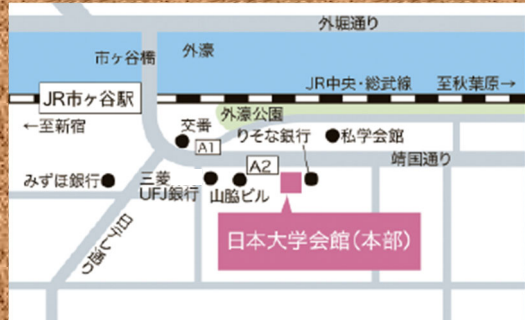 外堀通り
市ヶ谷橋
外濠
JR中央・総武線
至秋葉原→
JR市ヶ谷駅
外濠公園
←至新宿
交番
りそな銀行
私学会館
A1
靖国通り
A2
みずほ銀行
三菱
UFJ銀行
山脇ビル
日テレ通り
日本大学会館(本部)